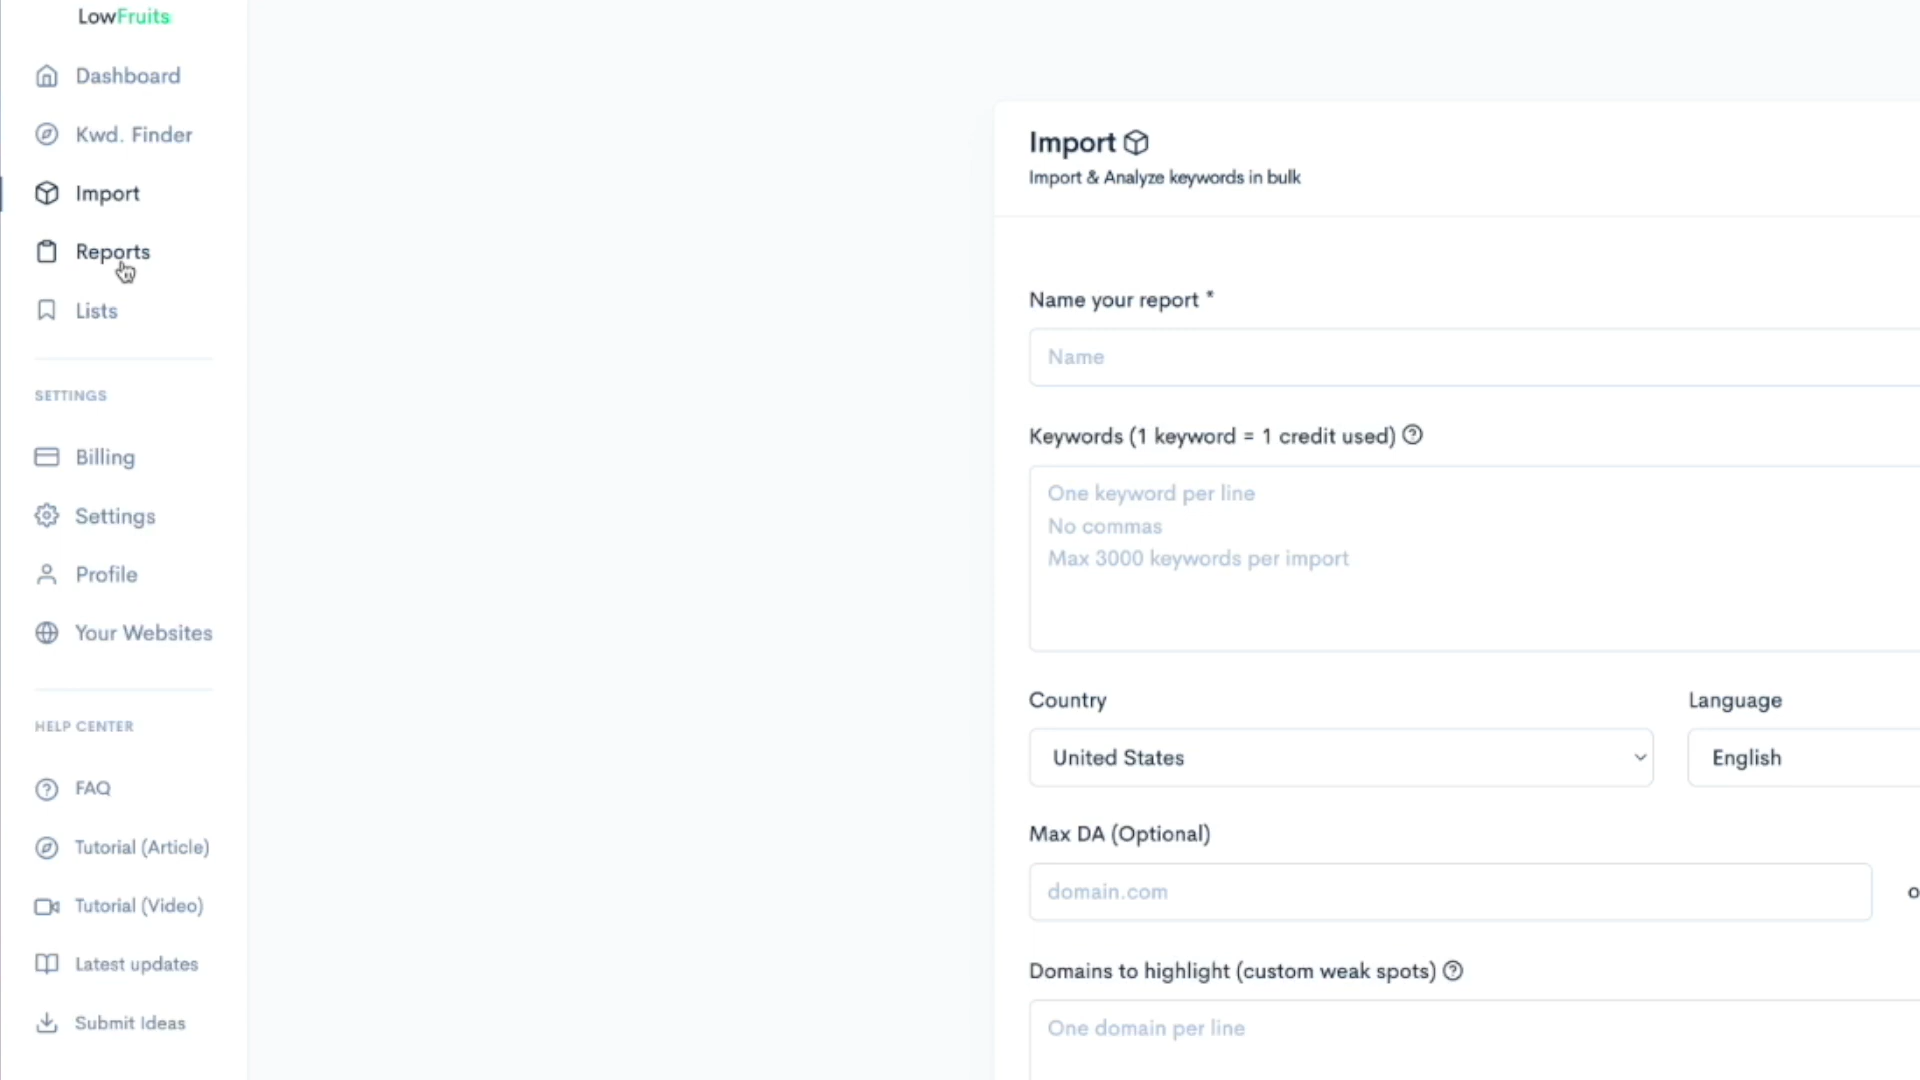 LowFruits
Dashboard
Kwd. Finder
Import
Reports
Lists
SETTINGS
Billing
Settings
Profile
Your Websites
HELP CENTER
FAQ
Tutorial (Article)
Tutorial (Video)
Latest updates
Submit Ideas
Import
Import & Analyze keywords in bulk
Name your report *
Name
Keywords (1 keyword = 1 credit used)
One keyword per line
No commas
Max 3000 keywords per import
Country Language
United States English
Max DA (Optional)
domain.com
Domains to highlight (custom weak spots)
One domain per line